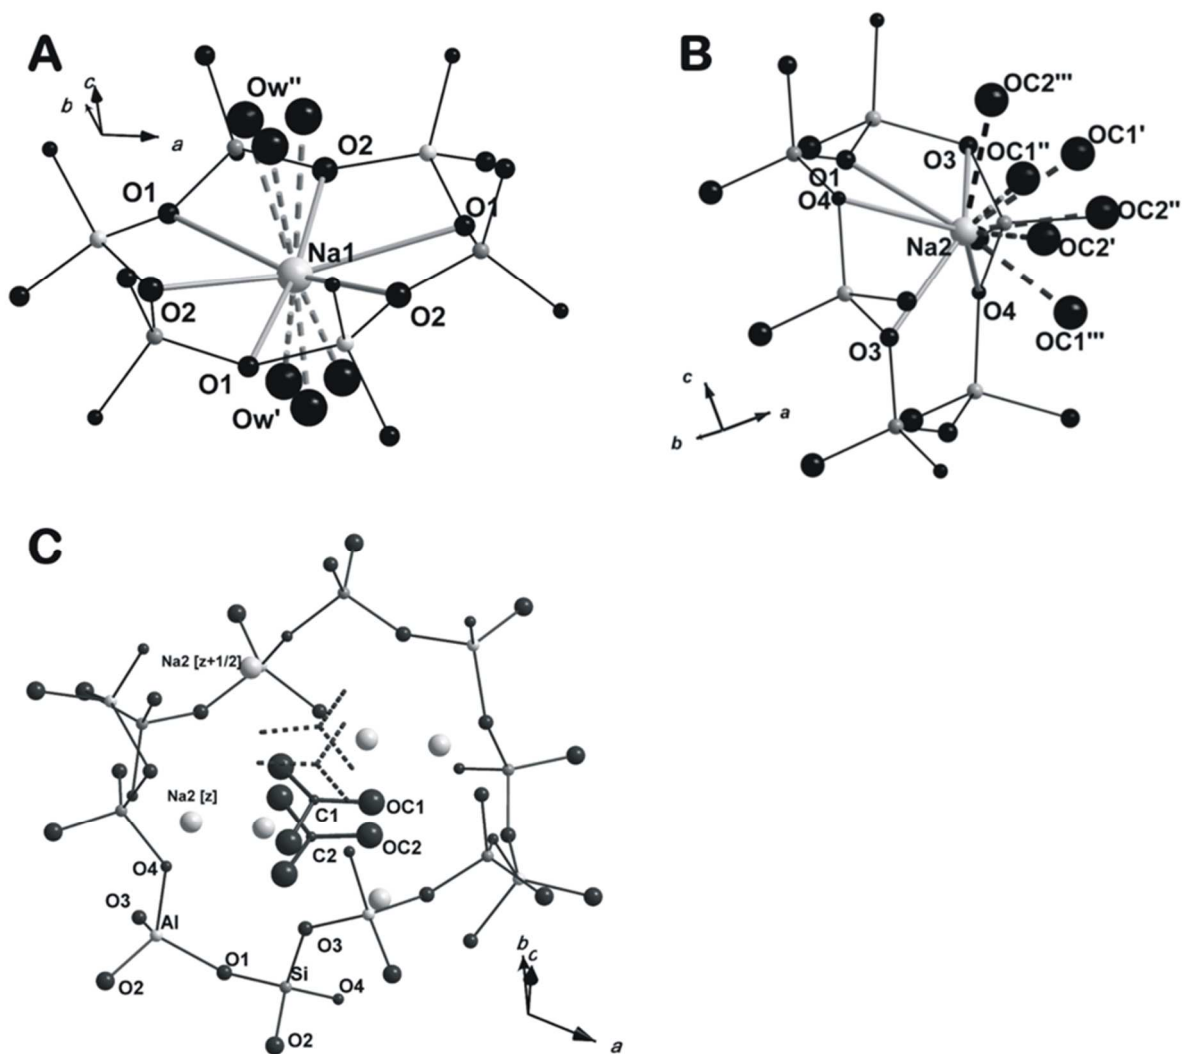 A
c
b
a
Ow''
O2
O1
O1
Na1
O2
O2
O1
Ow'
B
OC2'''
OC1'
O3
OC1''
O1
O4
OC2''
Na2
OC2'
O4
OC1'''
O3
c
a
b
C
Na2 [z+1/2]
Na2 [z]
C1
OC1
C2
OC2
O4
O3
Al
O3
O1
Si
O2
O4
O2
b
c
a